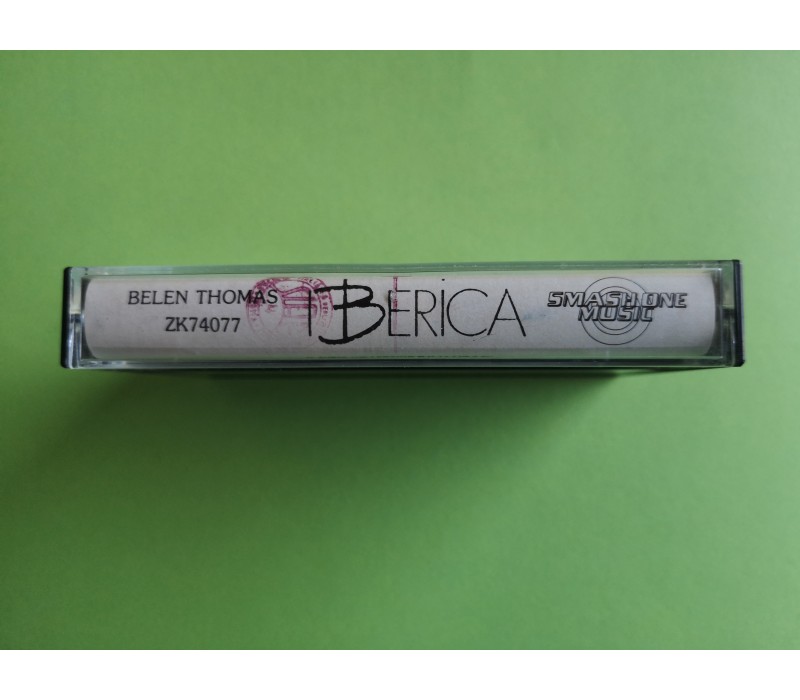 BELEN THOMAS
ZK74077
IBERiCA
SMASH ONE
MUSIC